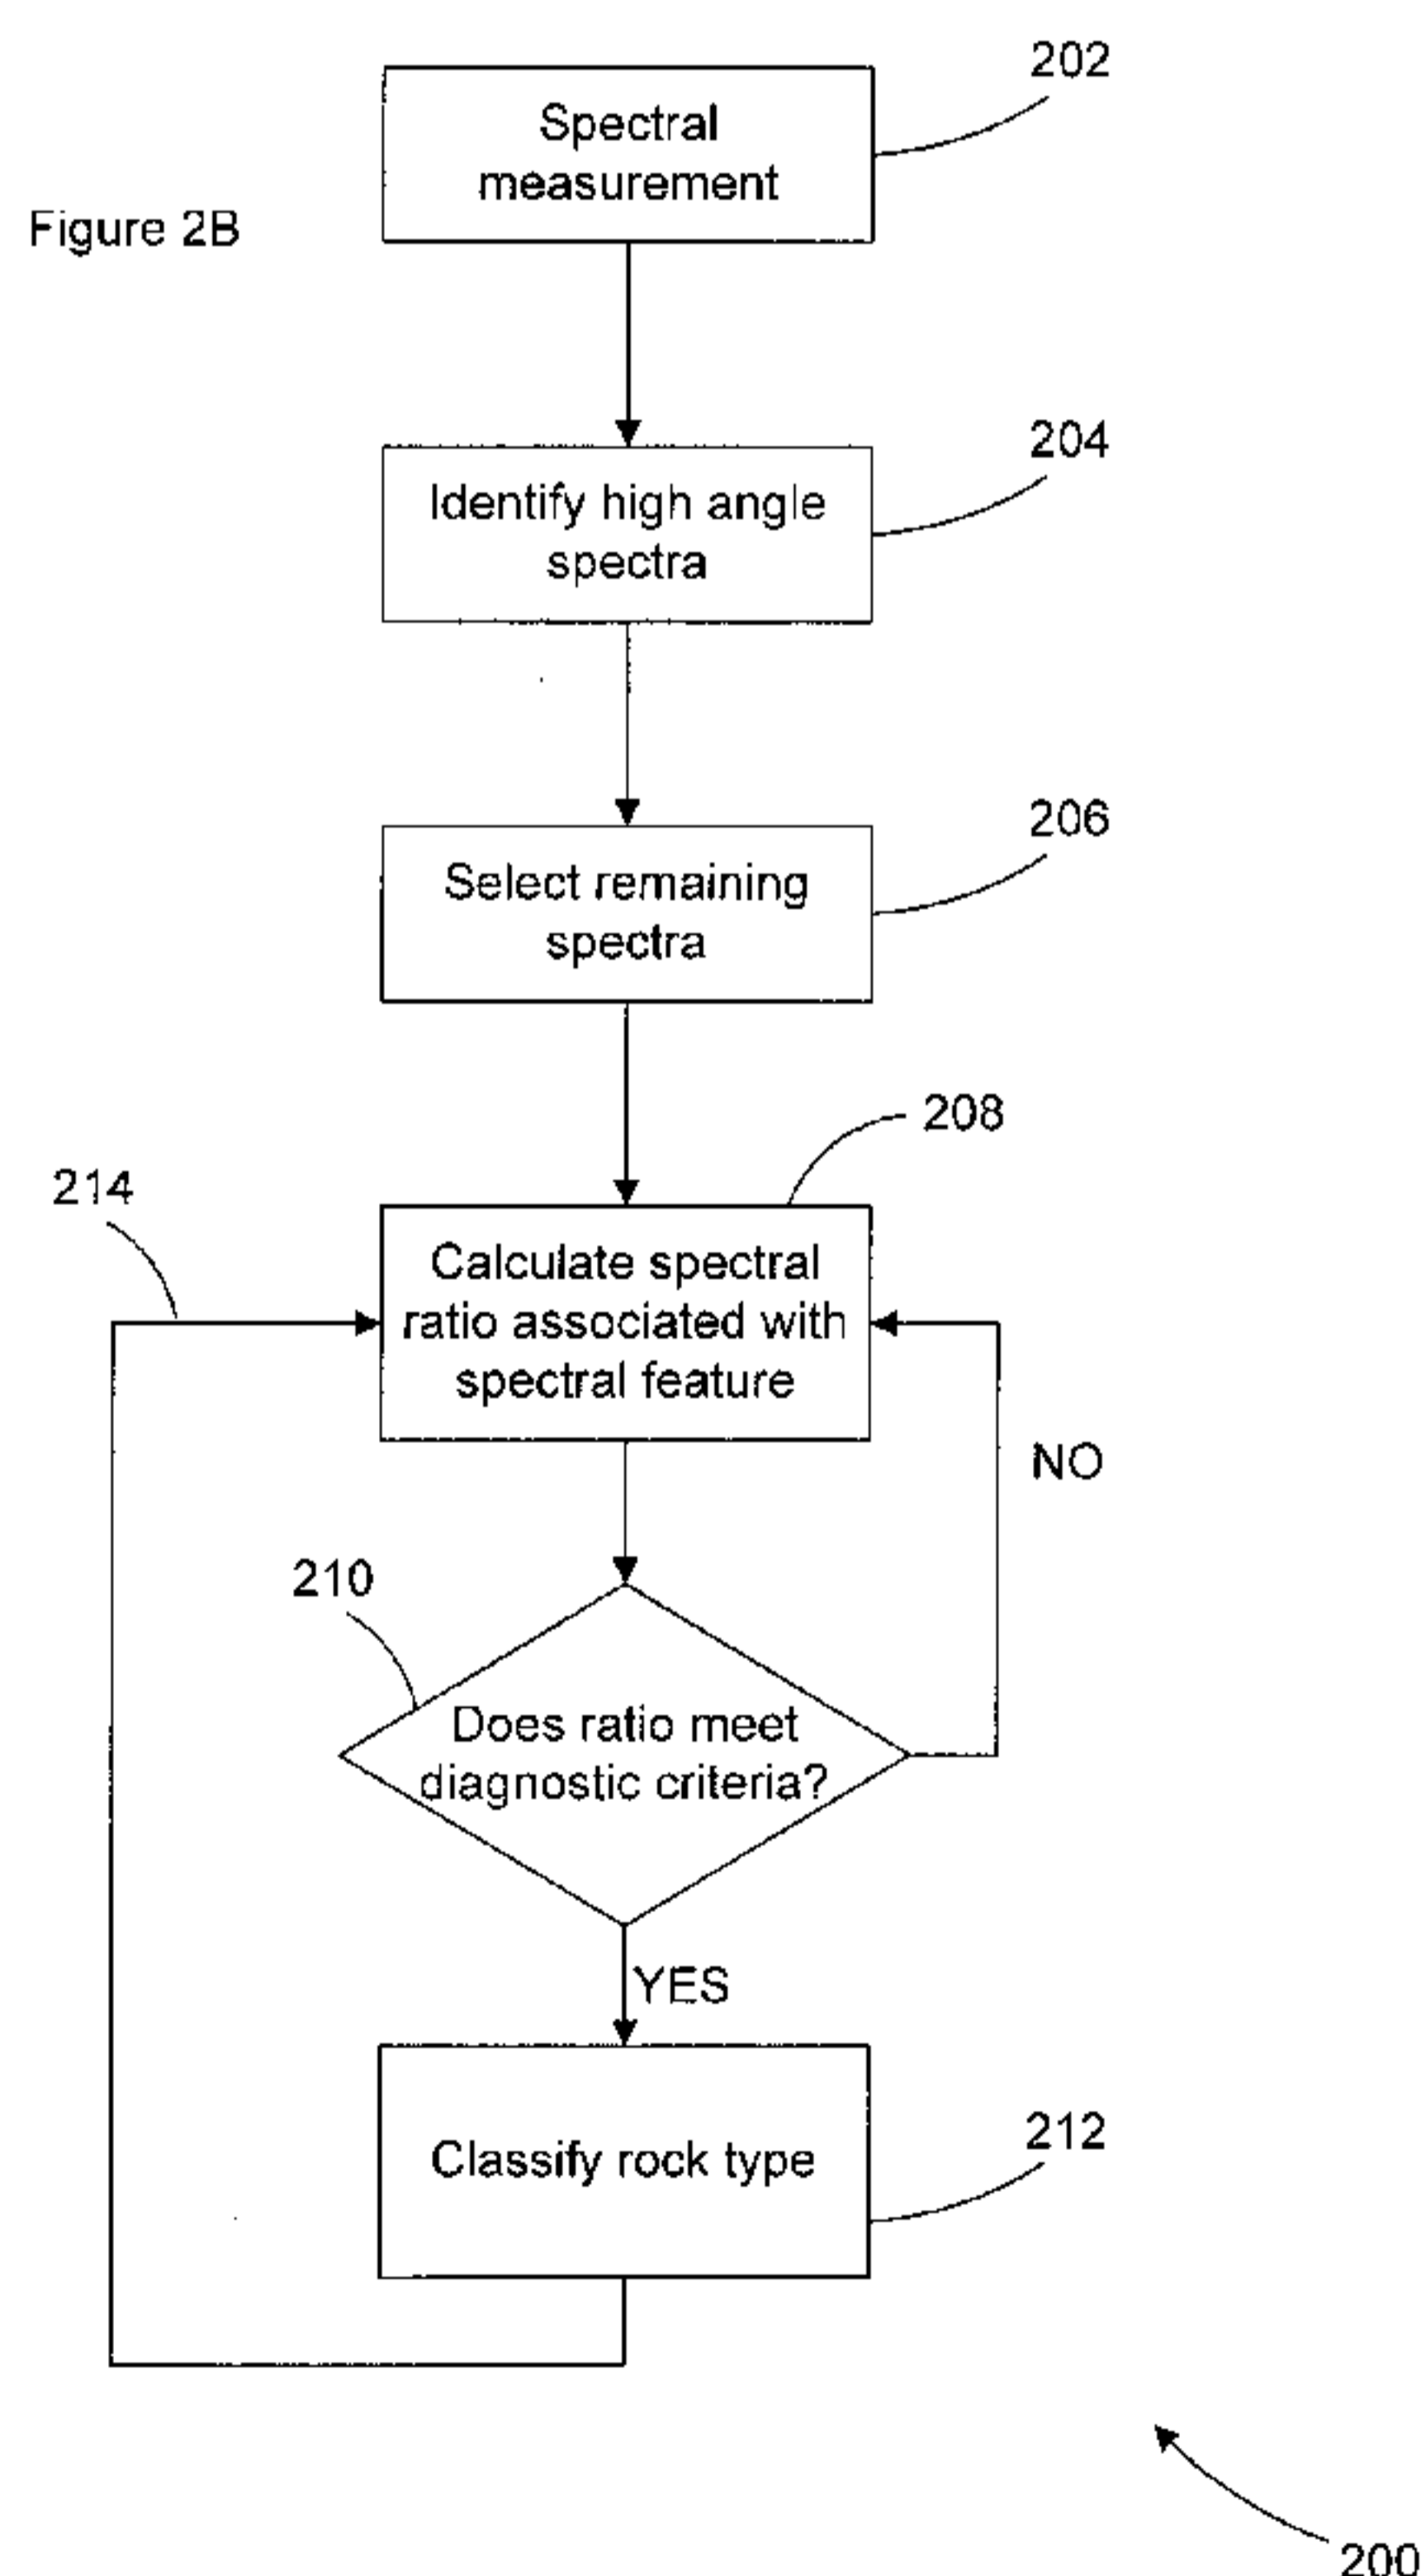 202
Spectral
measurement
Figure 2B
204
Identify high angle
spectra
206
Select remaining
spectra
208
214
Calculate spectral
ratio associated with
spectral feature
NO
210
Does ratio meet
diagnostic criteria?
YES
212
Classify rock type
200